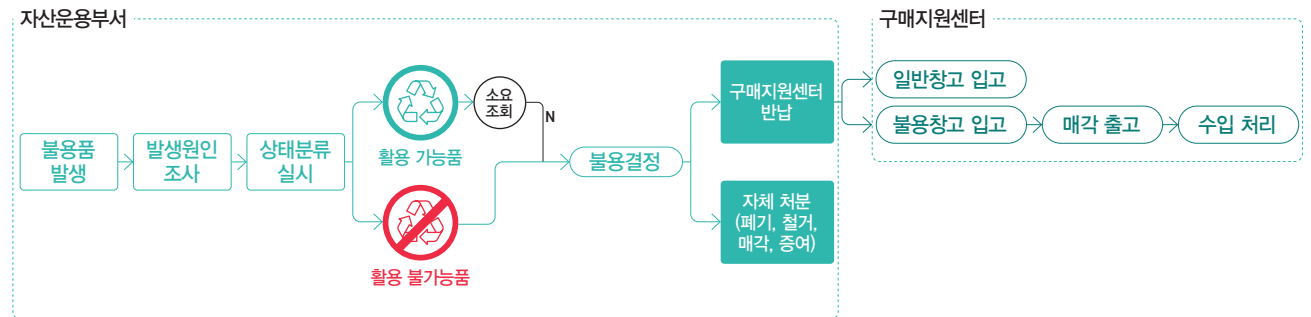 자산운용부서
구매지원센터
불용품
발생
발생원인
조사
상태분류
실시
활용 가능품
소요
조회
N
활용 불가능품
불용결정
구매지원센터
반납
자체 처분
(폐기, 철거,
매각, 증여)
일반창고 입고
불용창고 입고
매각 출고
수입 처리